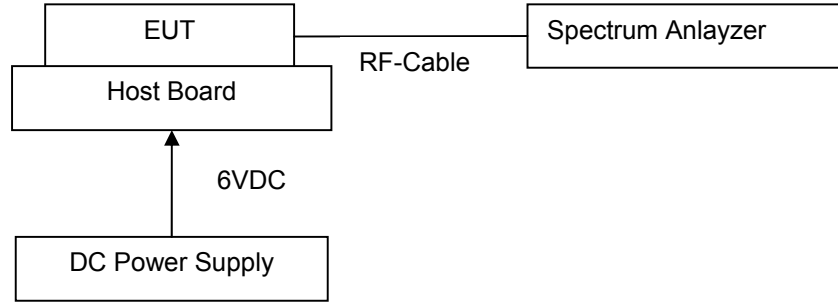 EUT
Spectrum Anlayzer
RF-Cable
Host Board
6VDC
DC Power Supply